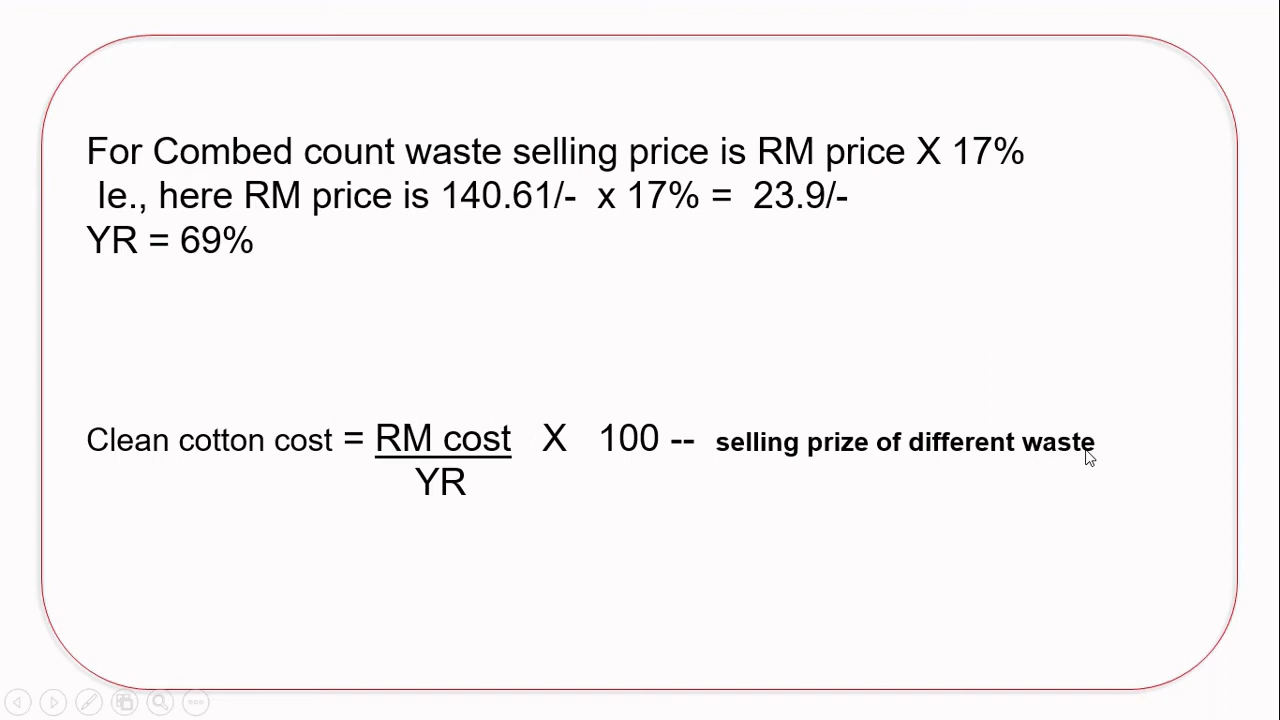 For Combed count waste selling price is RM price X 17%
Ie., here RM price is 140.61/- x 17% = 23.9/-
YR = 69%
Clean cotton cost = RM cost X 100 -- selling prize of different waste
YR